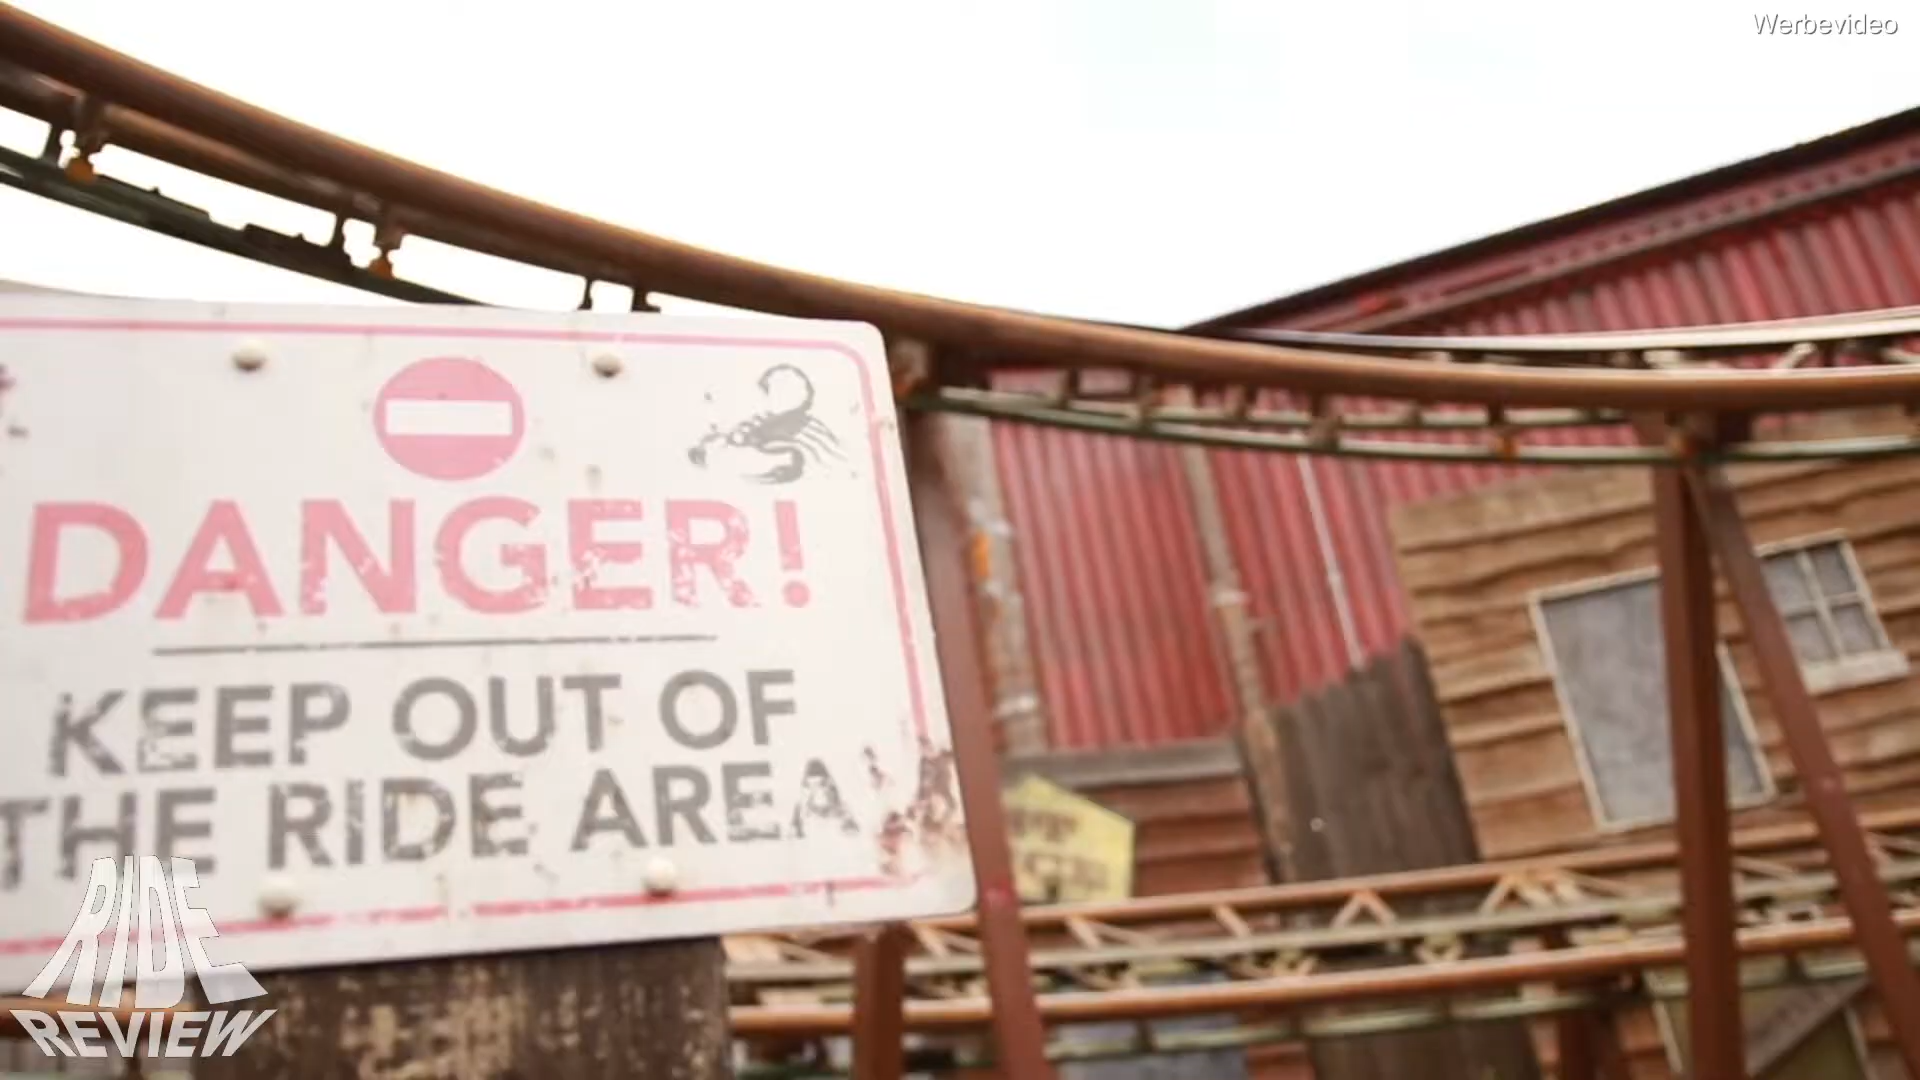 Werbevideo
DANGER!
KEEP OUT OF
THE RIDE AREA
RIDE
REVIEW